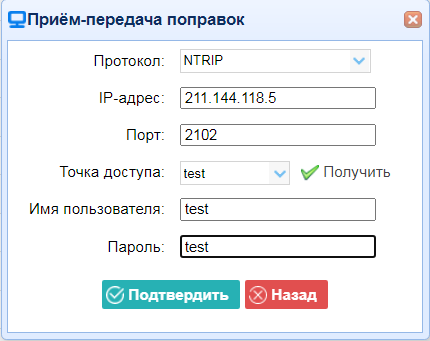 Приём-передача поправок
Протокол: NTRIP
IP-адрес: 211.144.118.5
Порт: 2102
Точка доступа: test Получить
Имя пользователя: test
Пароль: test
Подтвердить Назад